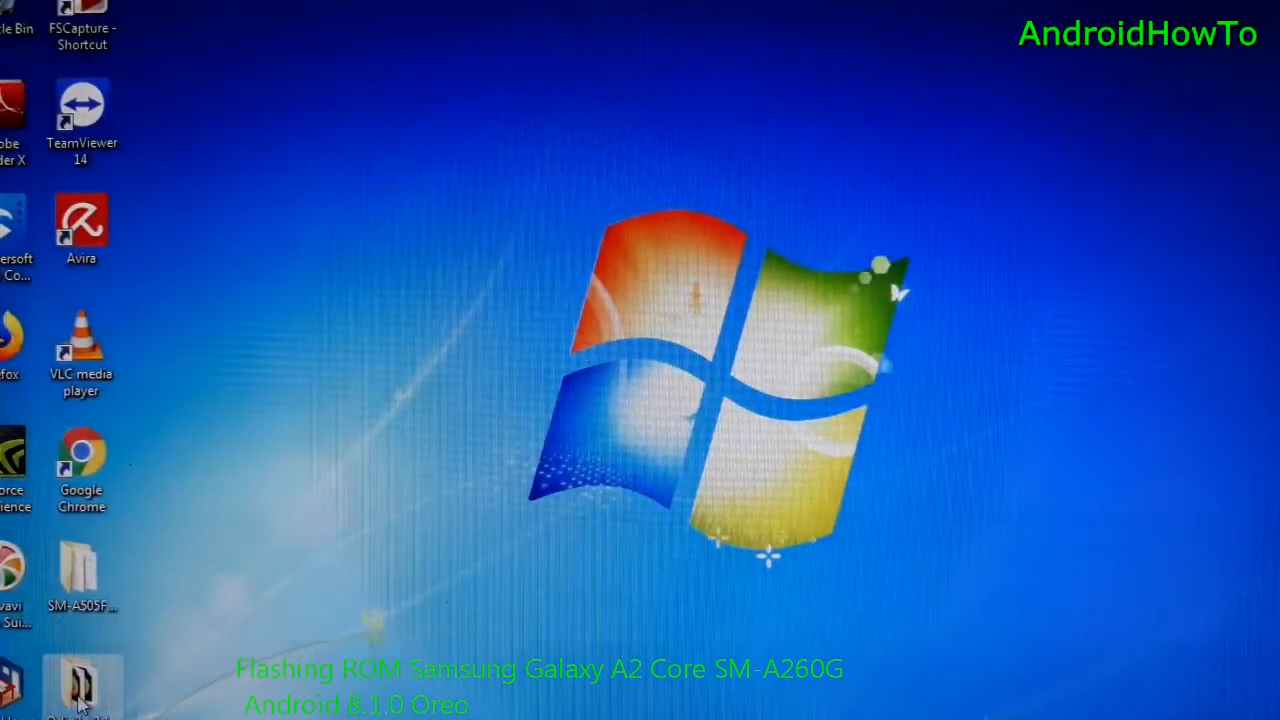 AndroidHowTo
FSCapture -
Shortcut
TeamViewer
14
Avira
VLC media
player
Google
Chrome
SM-A505F...
Flashing ROM Samsung Galaxy A2 Core SM-A260G
Android 8.1.0 Oreo